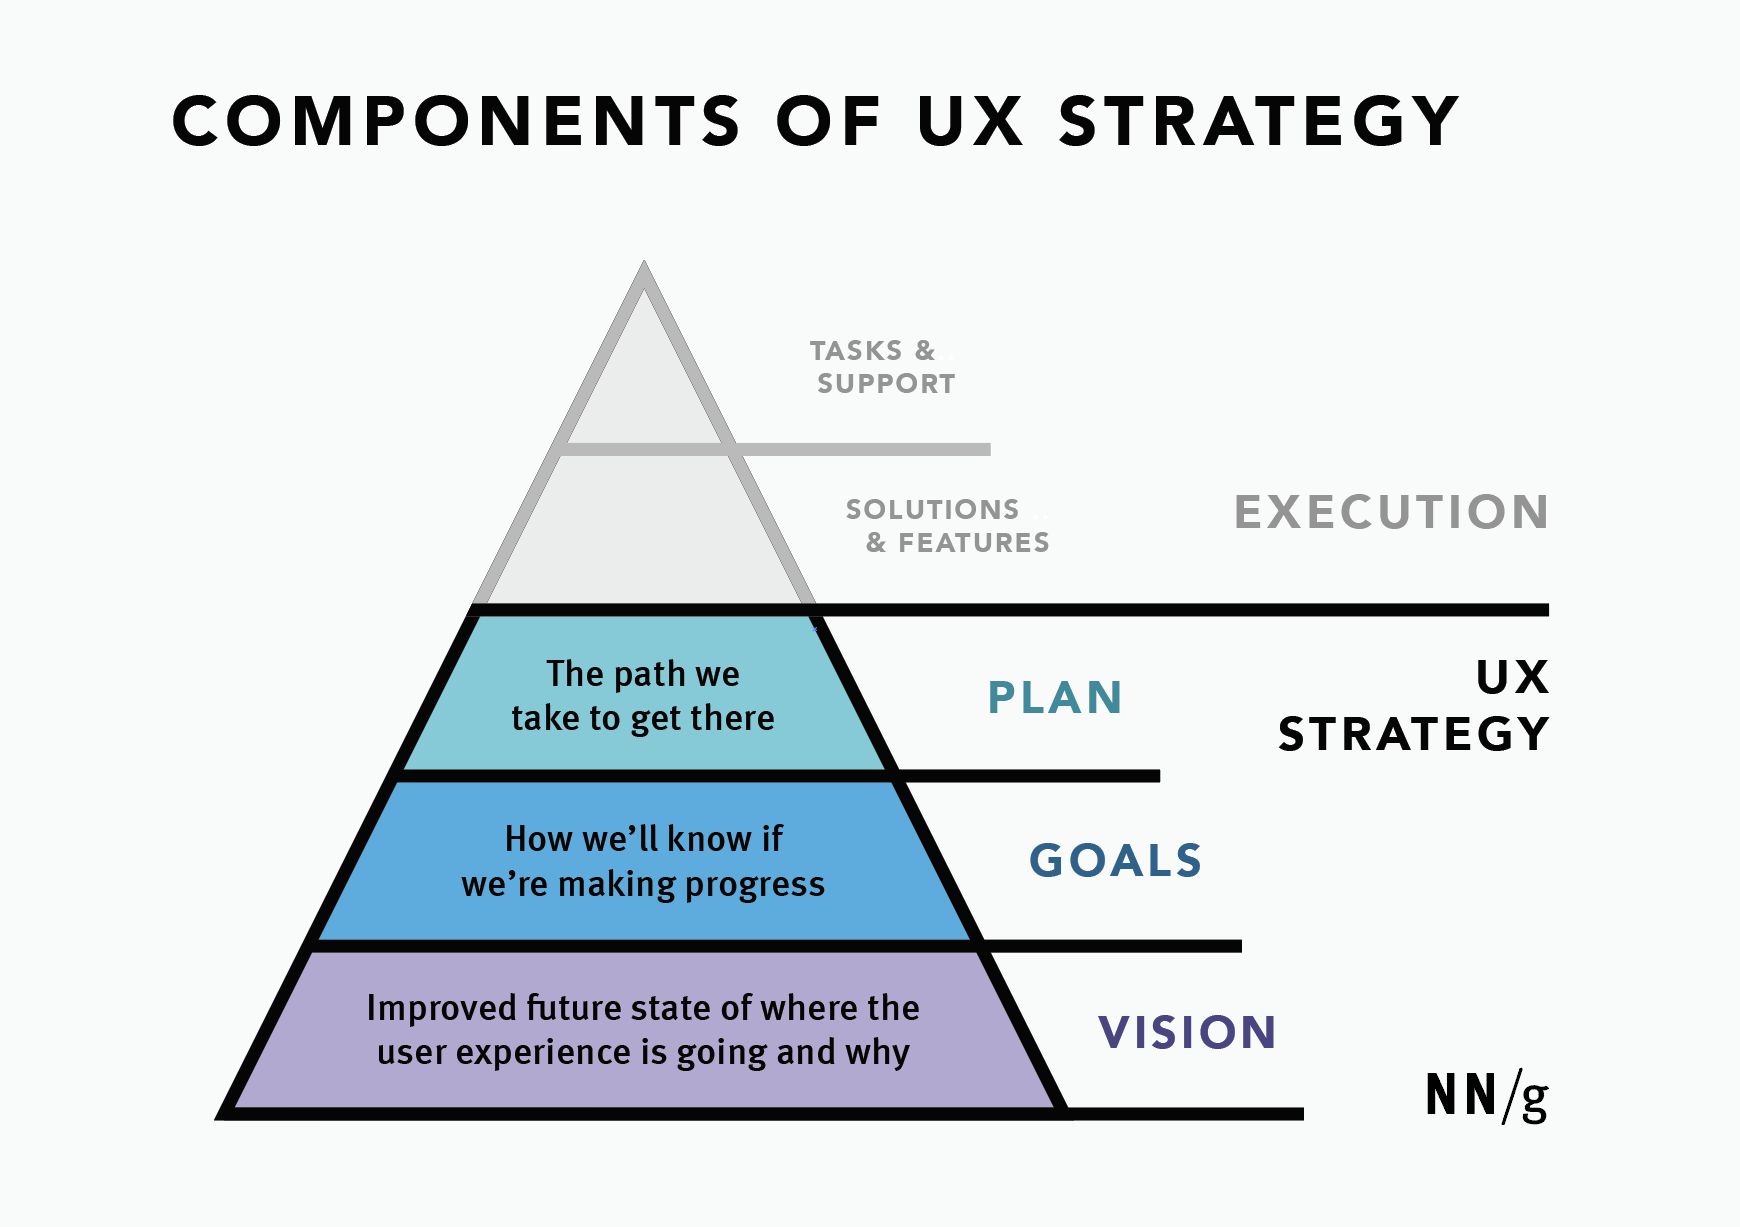 COMPONENTS OF UX STRATEGY
TASKS &
SUPPORT
SOLUTIONS
& FEATURES
EXECUTION
The path we
take to get there
PLAN
UX
STRATEGY
How we’ll know if
we’re making progress
GOALS
Improved future state of where the
user experience is going and why
VISION
NN/g